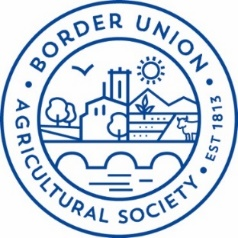 · BORDER UNION ·
AGRICULTURAL SOCIETY
· EST 1813